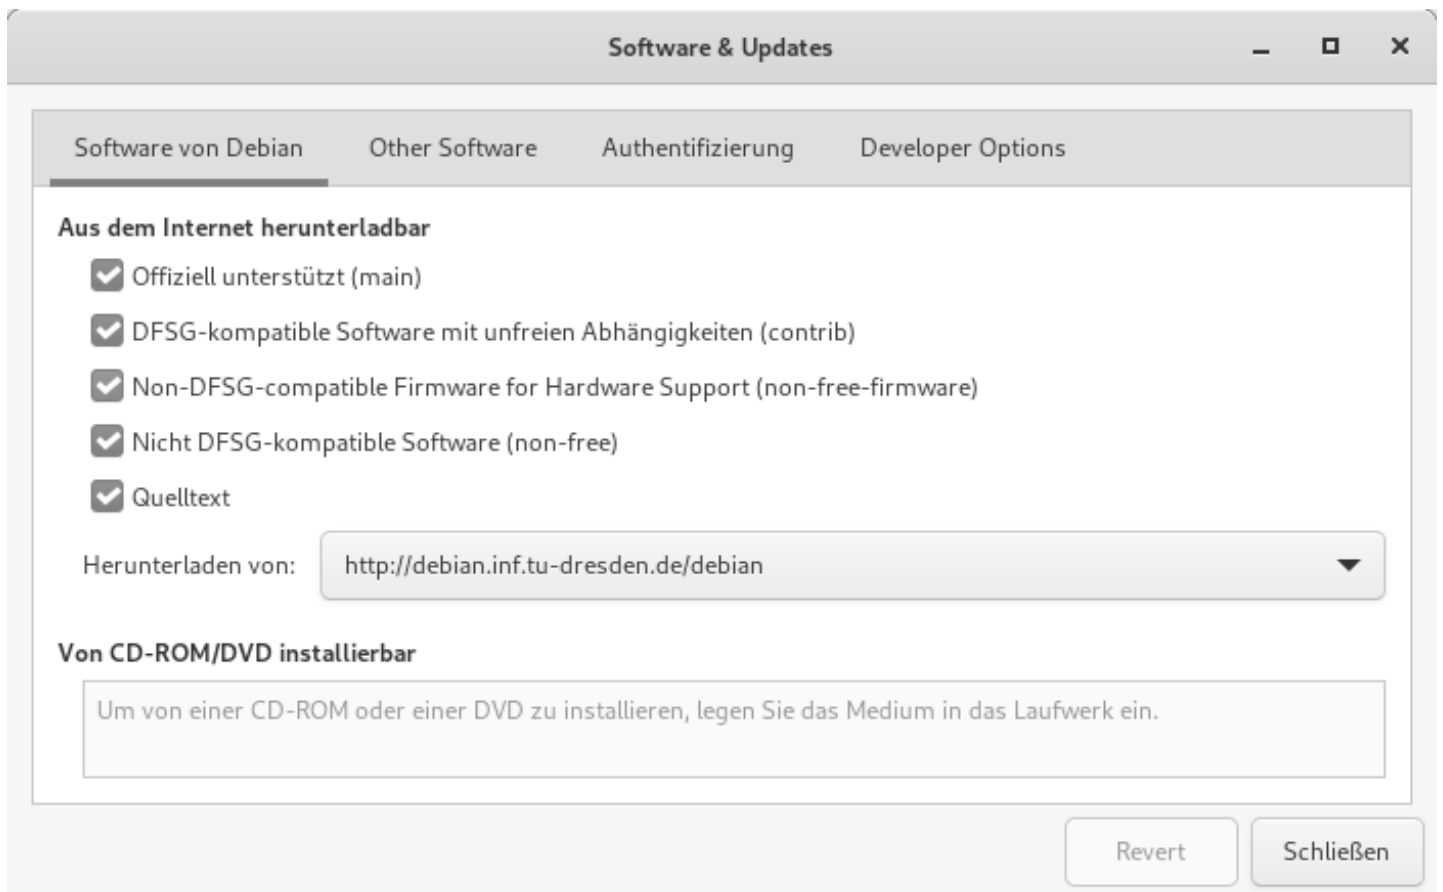 Software & Updates
Software von Debian Other Software Authentifizierung Developer Options
Aus dem Internet herunterladbar
Offiziell unterstützt (main)
DFSG-kompatible Software mit unfreien Abhängigkeiten (contrib)
Non-DFSG-compatible Firmware for Hardware Support (non-free-firmware)
Nicht DFSG-kompatible Software (non-free)
Quelltext
Herunterladen von: http://debian.inf.tu-dresden.de/debian
Von CD-ROM/DVD installierbar
Um von einer CD-ROM oder einer DVD zu installieren, legen Sie das Medium in das Laufwerk ein.
Revert Schließen